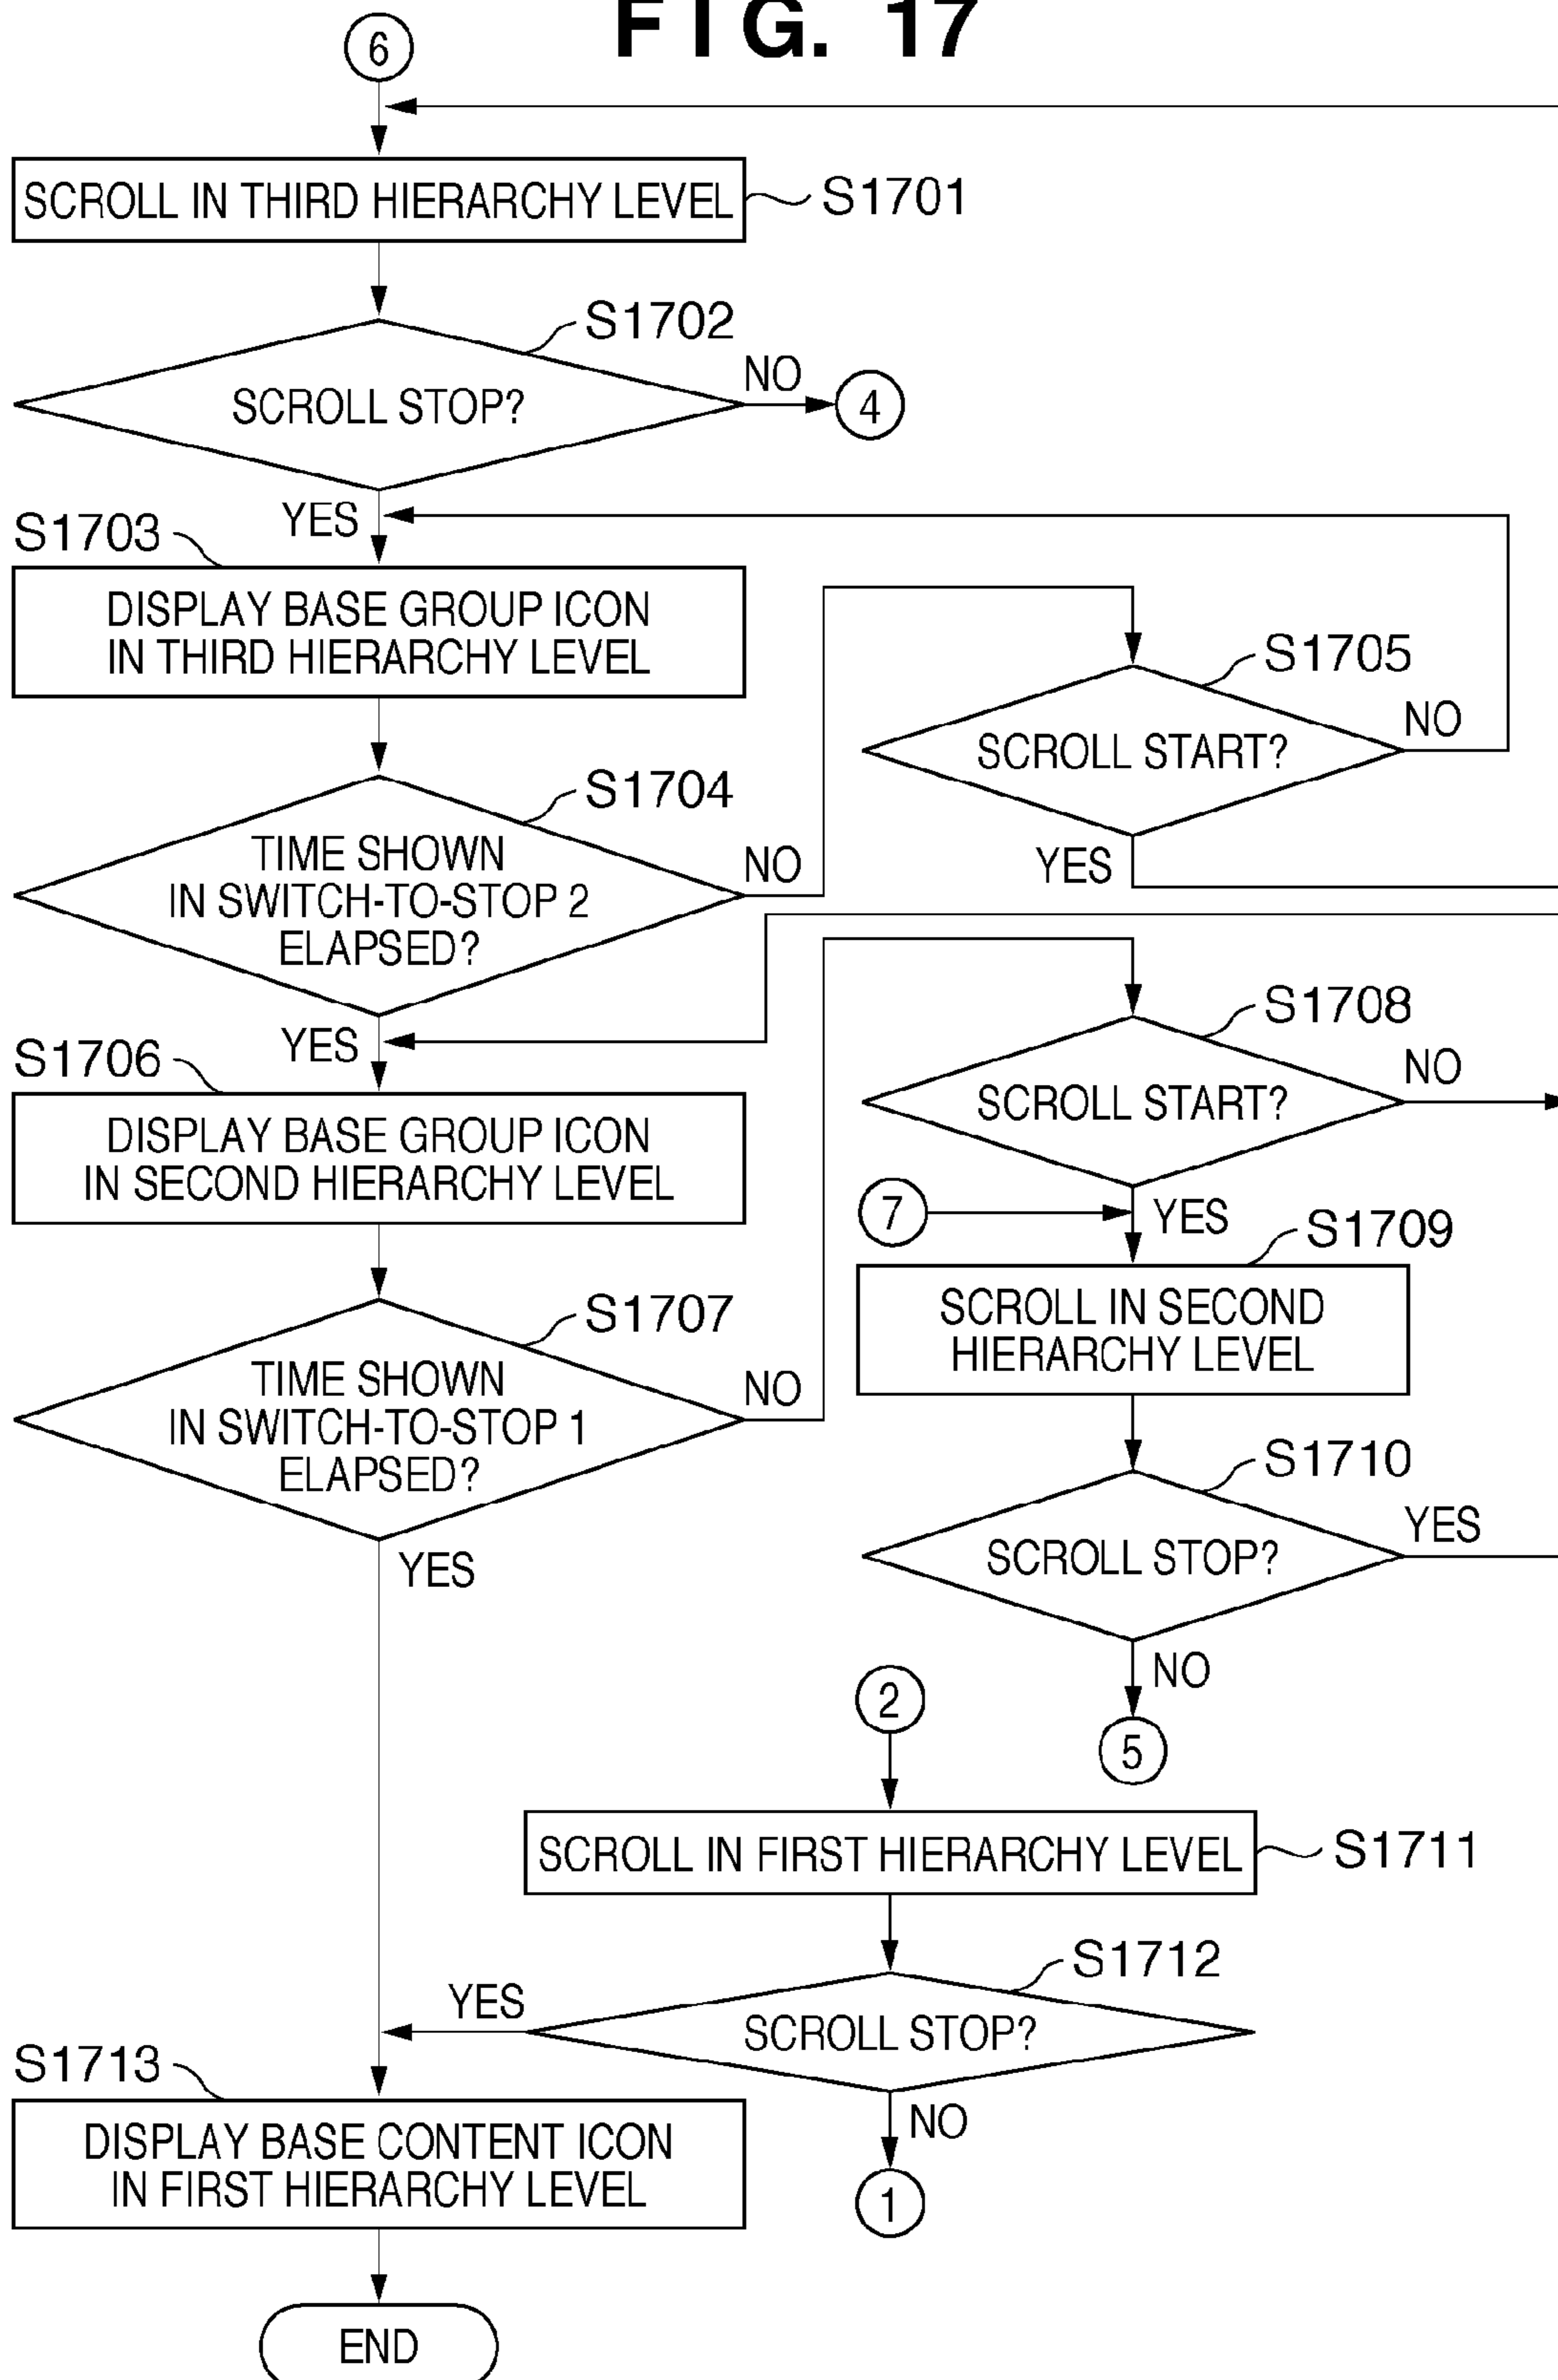 FIG. 17
6
SCROLL IN THIRD HIERARCHY LEVEL
S1701
S1702
SCROLL STOP?
NO
4
YES
S1703
DISPLAY BASE GROUP ICON
IN THIRD HIERARCHY LEVEL
S1705
SCROLL START?
NO
YES
S1704
TIME SHOWN
IN SWITCH-TO-STOP 2
ELAPSED?
NO
YES
S1706
DISPLAY BASE GROUP ICON
IN SECOND HIERARCHY LEVEL
S1708
SCROLL START?
NO
YES
7
S1709
SCROLL IN SECOND
HIERARCHY LEVEL
S1707
TIME SHOWN
IN SWITCH-TO-STOP 1
ELAPSED?
NO
YES
S1710
SCROLL STOP?
YES
NO
5
2
SCROLL IN FIRST HIERARCHY LEVEL
S1711
S1712
SCROLL STOP?
YES
NO
1
S1713
DISPLAY BASE CONTENT ICON
IN FIRST HIERARCHY LEVEL
END